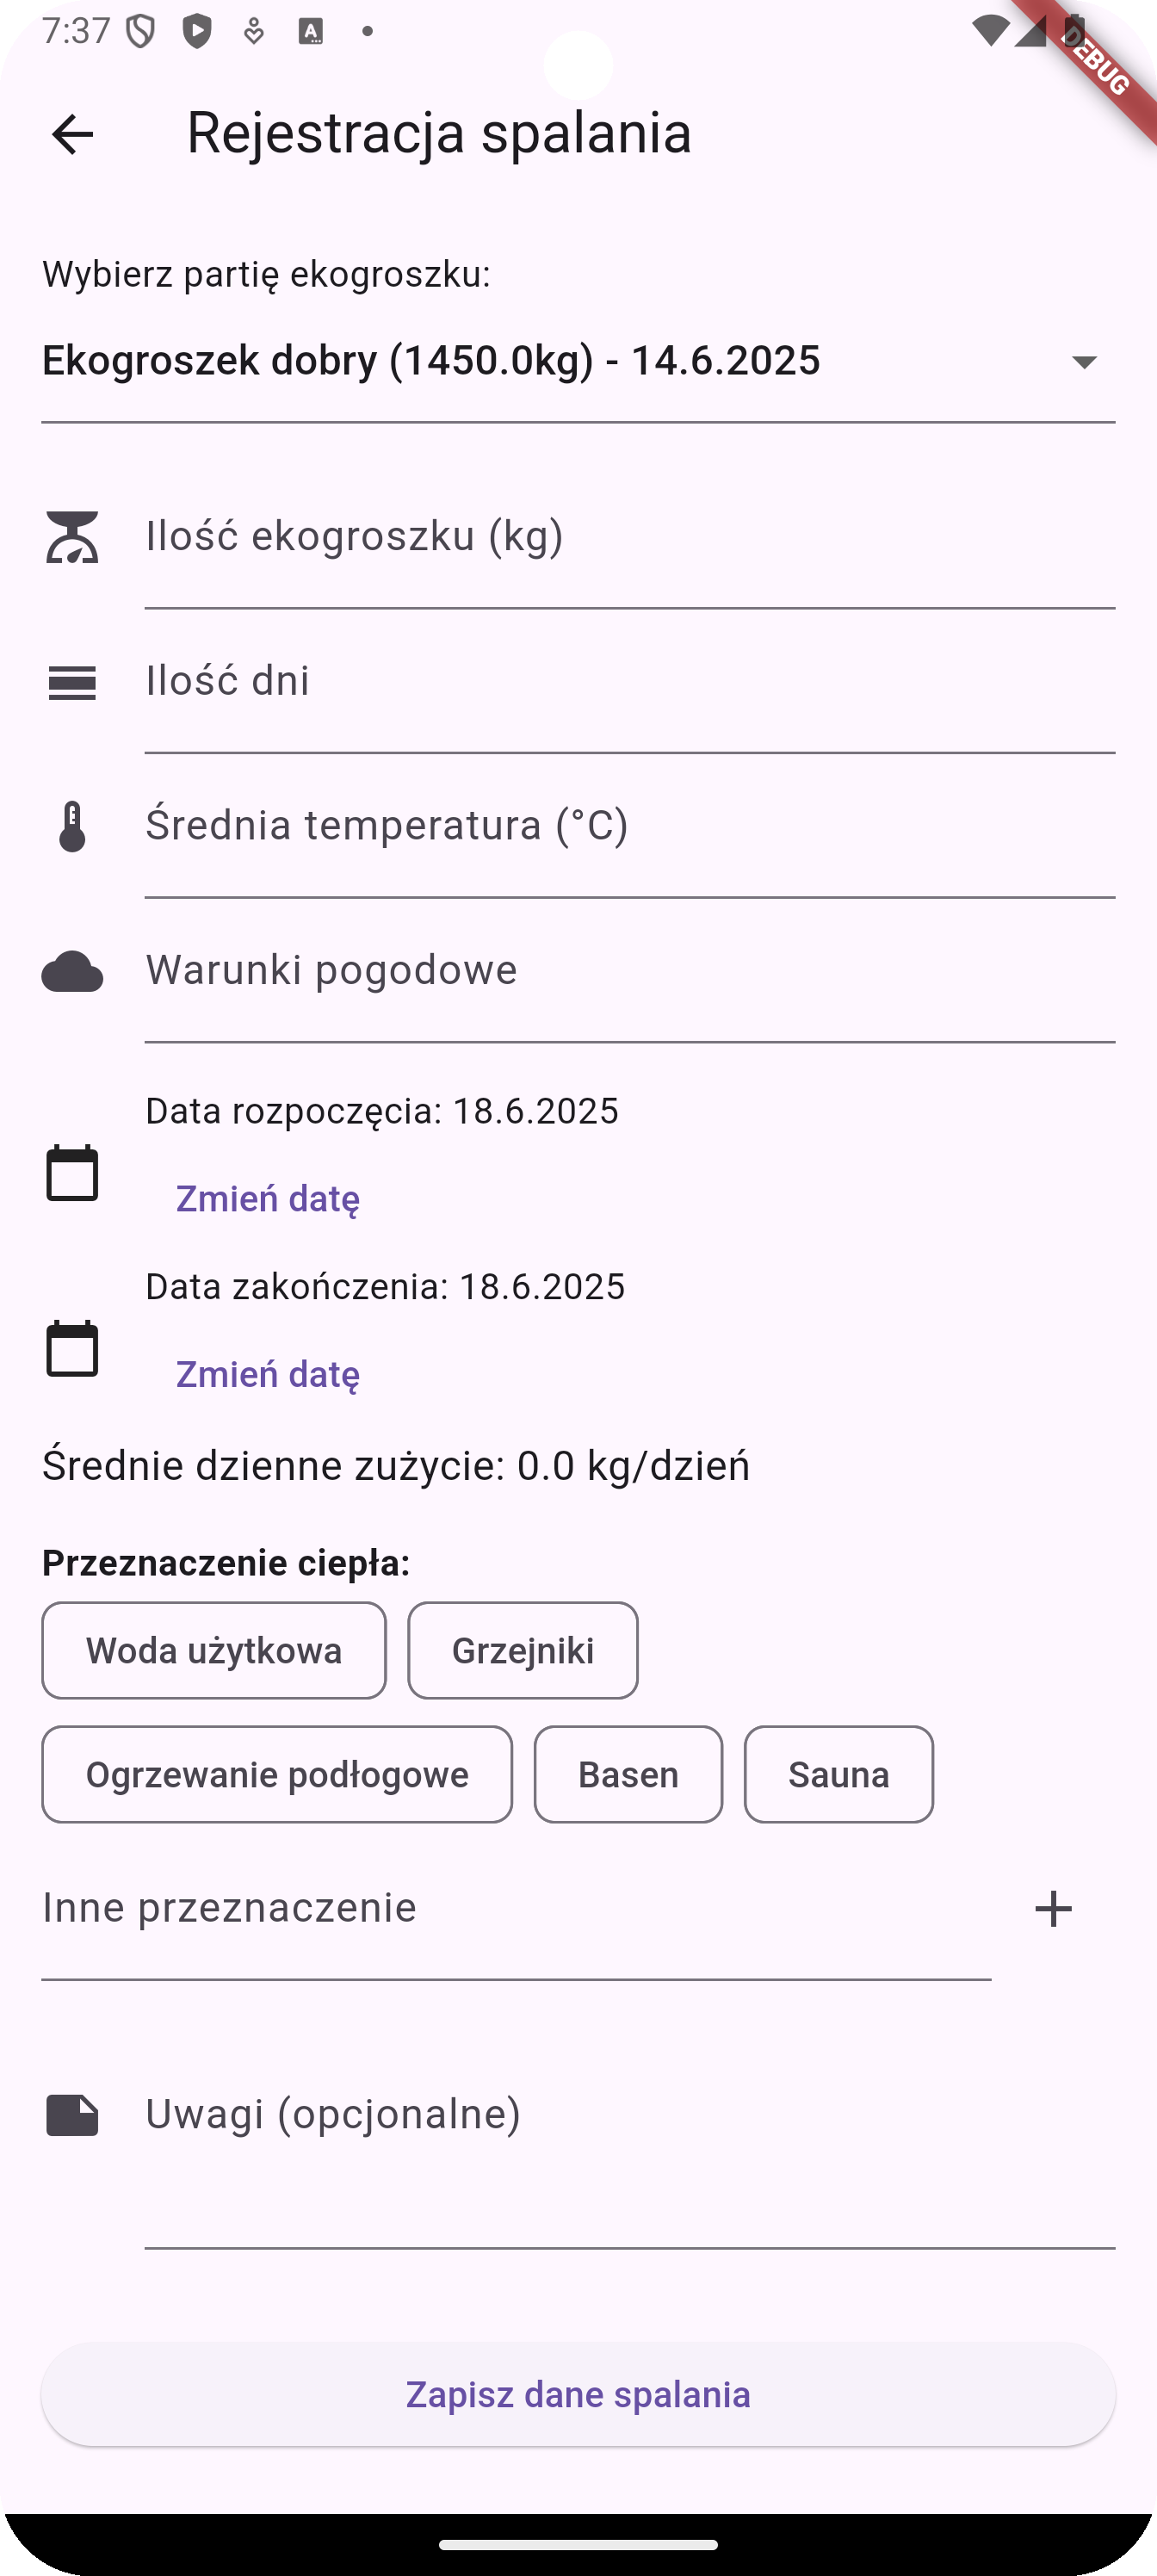 7:37
DEBUG
Rejestracja spalania
Wybierz partię ekogroszku:
Ekogroszek dobry (1450.0kg) - 14.6.2025
Ilość ekogroszku (kg)
Ilość dni
Średnia temperatura (°C)
Warunki pogodowe
Data rozpoczęcia: 18.6.2025
Zmień datę
Data zakończenia: 18.6.2025
Zmień datę
Średnie dzienne zużycie: 0.0 kg/dzień
Przeznaczenie ciepła:
Woda użytkowa Grzejniki
Ogrzewanie podłogowe Basen Sauna
Inne przeznaczenie
Uwagi (opcjonalne)
Zapisz dane spalania